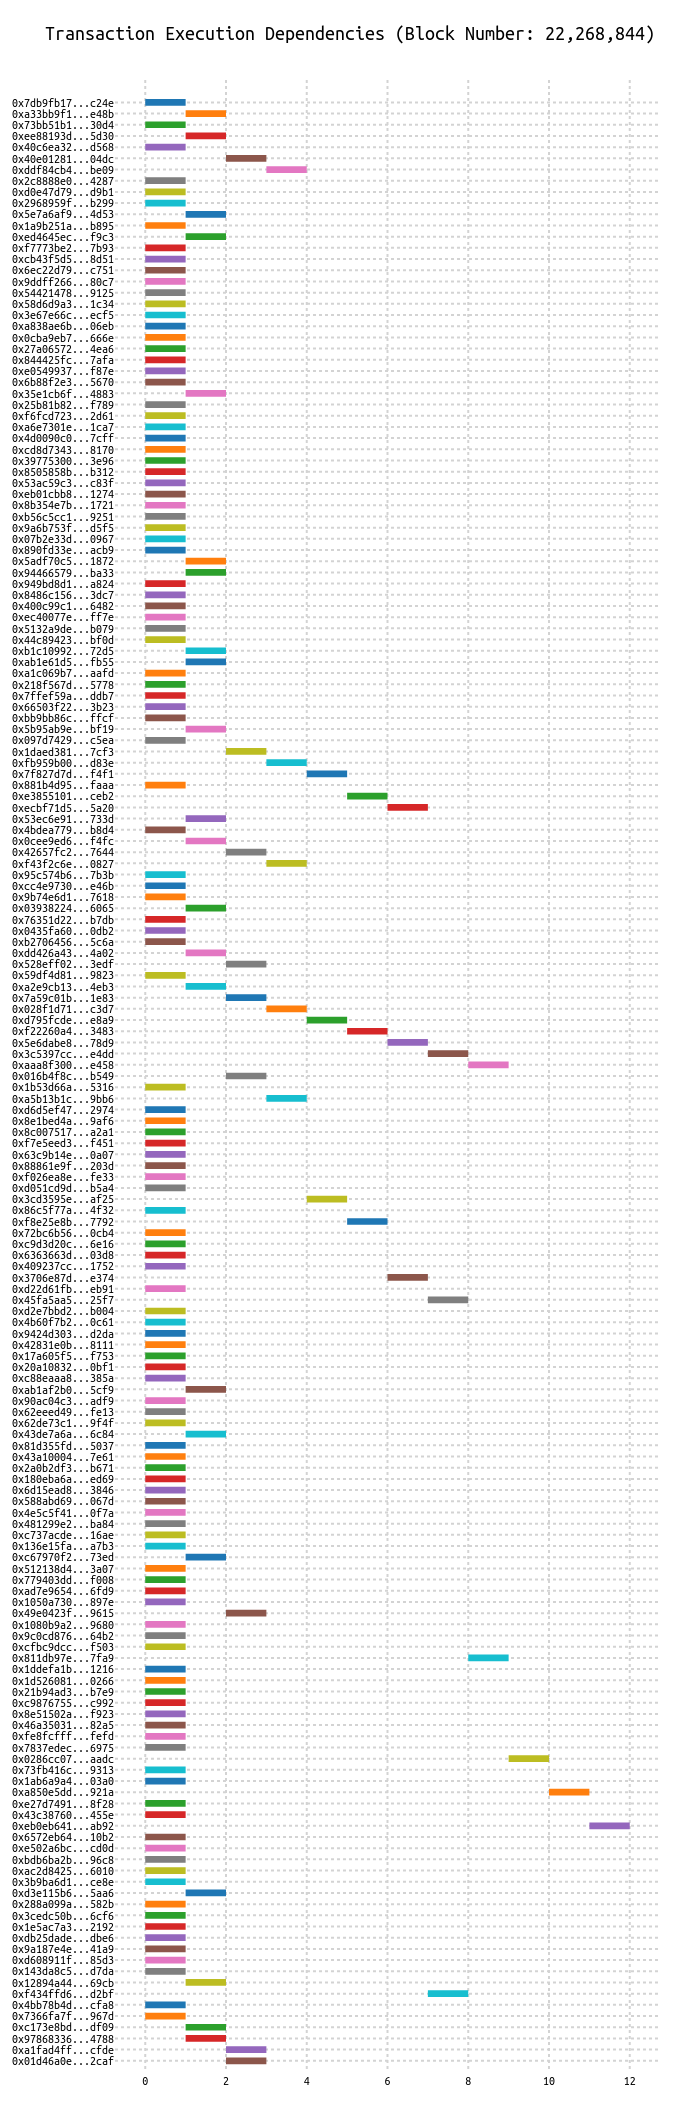 Transaction Execution Dependencies (Block Number: 22,268,844)
0x7db9fb17...c24e
0xa33bb9f1...e48b
0x73bb51b1...30d4
0xee88193d...5d30
0x40c6ea32...d568
0x40e01281...04dc
0xddf84cb4...be09
0x2c8888e0...4287
0xd0e47d79...d9b1
0x2968959f...b299
0x5e7a6af9...4d53
0x1a9b251a...b895
0xed4645ec...f9c3
0xf7773be2...7b93
0xcb43f5d5...8d51
0x6ec22d79...c751
0x9ddff266...80c7
0x54421478...9125
0x58d6d9a3...1c34
0x3e67e66c...ecf5
0xa838ae6b...06eb
0x0cba9eb7...666e
0x27a06572...4ea6
0x844425fc...7afa
0xe0549937...f87e
0x6b88f2e3...5670
0x35e1cb6f...4883
0x25b81b82...f789
0xf6fcd723...2d61
0xa6e7301e...1ca7
0x4d0090c0...7cff
0xcd8d7343...8170
0x39775300...3e96
0x8505858b...b312
0x53ac59c3...c83f
0xeb01cbb8...1274
0x8b354e7b...1721
0xb56c5cc1...9251
0x9a6b753f...d5f5
0x07b2e33d...0967
0x890fd33e...acb9
0x5adf70c5...1872
0x94466579...ba33
0x949bd8d1...a824
0x8486c156...3dc7
0x400c99c1...6482
0xec40077e...ff7e
0x5132a9de...b079
0x44c89423...bf0d
0xb1c10992...72d5
0xab1e61d5...fb55
0xa1c069b7...aafd
0x218f567d...5778
0x7ffef59a...ddb7
0x66503f22...3b23
0xbb9bb86c...ffcf
0x5b95ab9e...bf19
0x097d7429...c5ea
0x1daed381...7cf3
0xfb959b00...d83e
0x7f827d7d...f4f1
0x881b4d95...faaa
0xe3855101...ceb2
0xecbf71d5...5a20
0x53ec6e91...733d
0x4bdea779...b8d4
0x0cee9ed6...f4fc
0x42657fc2...7644
0xf43f2c6e...0827
0x95c574b6...7b3b
0xcc4e9730...e46b
0x9b74e6d1...7618
0x03938224...6065
0x76351d22...b7db
0x0435fa60...0db2
0xb2706456...5c6a
0xdd426a43...4a02
0x528eff02...3edf
0x59df4d81...9823
0xa2e9cb13...4eb3
0x7a59c01b...1e83
0x028f1d71...c3d7
0xd795fcde...e8a9
0xf22260a4...3483
0x5e6dabe8...78d9
0x3c5397cc...e4dd
0xaaa8f300...e458
0x016b4f8c...b549
0x1b53d66a...5316
0xa5b13b1c...9bb6
0xd6d5ef47...2974
0x8e1bed4a...9af6
0x8c007517...a2a1
0xf7e5eed3...f451
0x63c9b14e...0a07
0x88861e9f...203d
0xf026ea8e...fe33
0xd051cd9d...b5a4
0x3cd3595e...af25
0x86c5f77a...4f32
0xf8e25e8b...7792
0x72bc6b56...0cb4
0xc9d3d20c...6e16
0x6363663d...03d8
0x409237cc...1752
0x3706e87d...e374
0xd22d61fb...eb91
0x45fa5aa5...25f7
0xd2e7bbd2...b004
0x4b60f7b2...0c61
0x9424d303...d2da
0x42831e0b...8111
0x17a605f5...f753
0x20a10832...0bf1
0xc88eaaa8...385a
0xab1af2b0...5cf9
0x90ac04c3...adf9
0x62eeed49...fe13
0x62de73c1...9f4f
0x43de7a6a...6c84
0x81d355fd...5037
0x43a10004...7e61
0x2a0b2df3...b671
0x180eba6a...ed69
0x6d15ead8...3846
0x588abd69...067d
0x4e5c5f41...0f7a
0x481299e2...ba84
0xc737acde...16ae
0x136e15fa...a7b3
0xc67970f2...73ed
0x512138d4...3a07
0x779403dd...f008
0xad7e9654...6fd9
0x1050a730...897e
0x49e0423f...9615
0x1080b9a2...9680
0x9c0cd876...64b2
0xcfbc9dcc...f503
0x811db97e...7fa9
0x1ddefa1b...1216
0x1d526081...0266
0x21b94ad3...b7e9
0xc9876755...c992
0x8e51502a...f923
0x46a35031...82a5
0xfe8fcfff...fefd
0x7837edec...6975
0x0286cc07...aadc
0x73fb416c...9313
0x1ab6a9a4...03a0
0xa850e5dd...921a
0xe27d7491...8f28
0x43c38760...455e
0xeb0eb641...ab92
0x6572eb64...10b2
0xe502a6bc...cd0d
0xbdb6ba2b...96c8
0xac2d8425...6010
0x3b9ba6d1...ce8e
0xd3e115b6...5aa6
0x288a099a...582b
0x3cedc50b...6cf6
0x1e5ac7a3...2192
0xdb25dade...dbe6
0x9a187e4e...41a9
0xd608911f...85d3
0x143da8c5...d7da
0x12894a44...69cb
0xf434ffd6...d2bf
0x4bb78b4d...cfa8
0x7366fa7f...967d
0xc173e8bd...df09
0x97868336...4788
0xa1fad4ff...cfde
0x01d46a0e...2caf
0 2 4 6 8 10 12